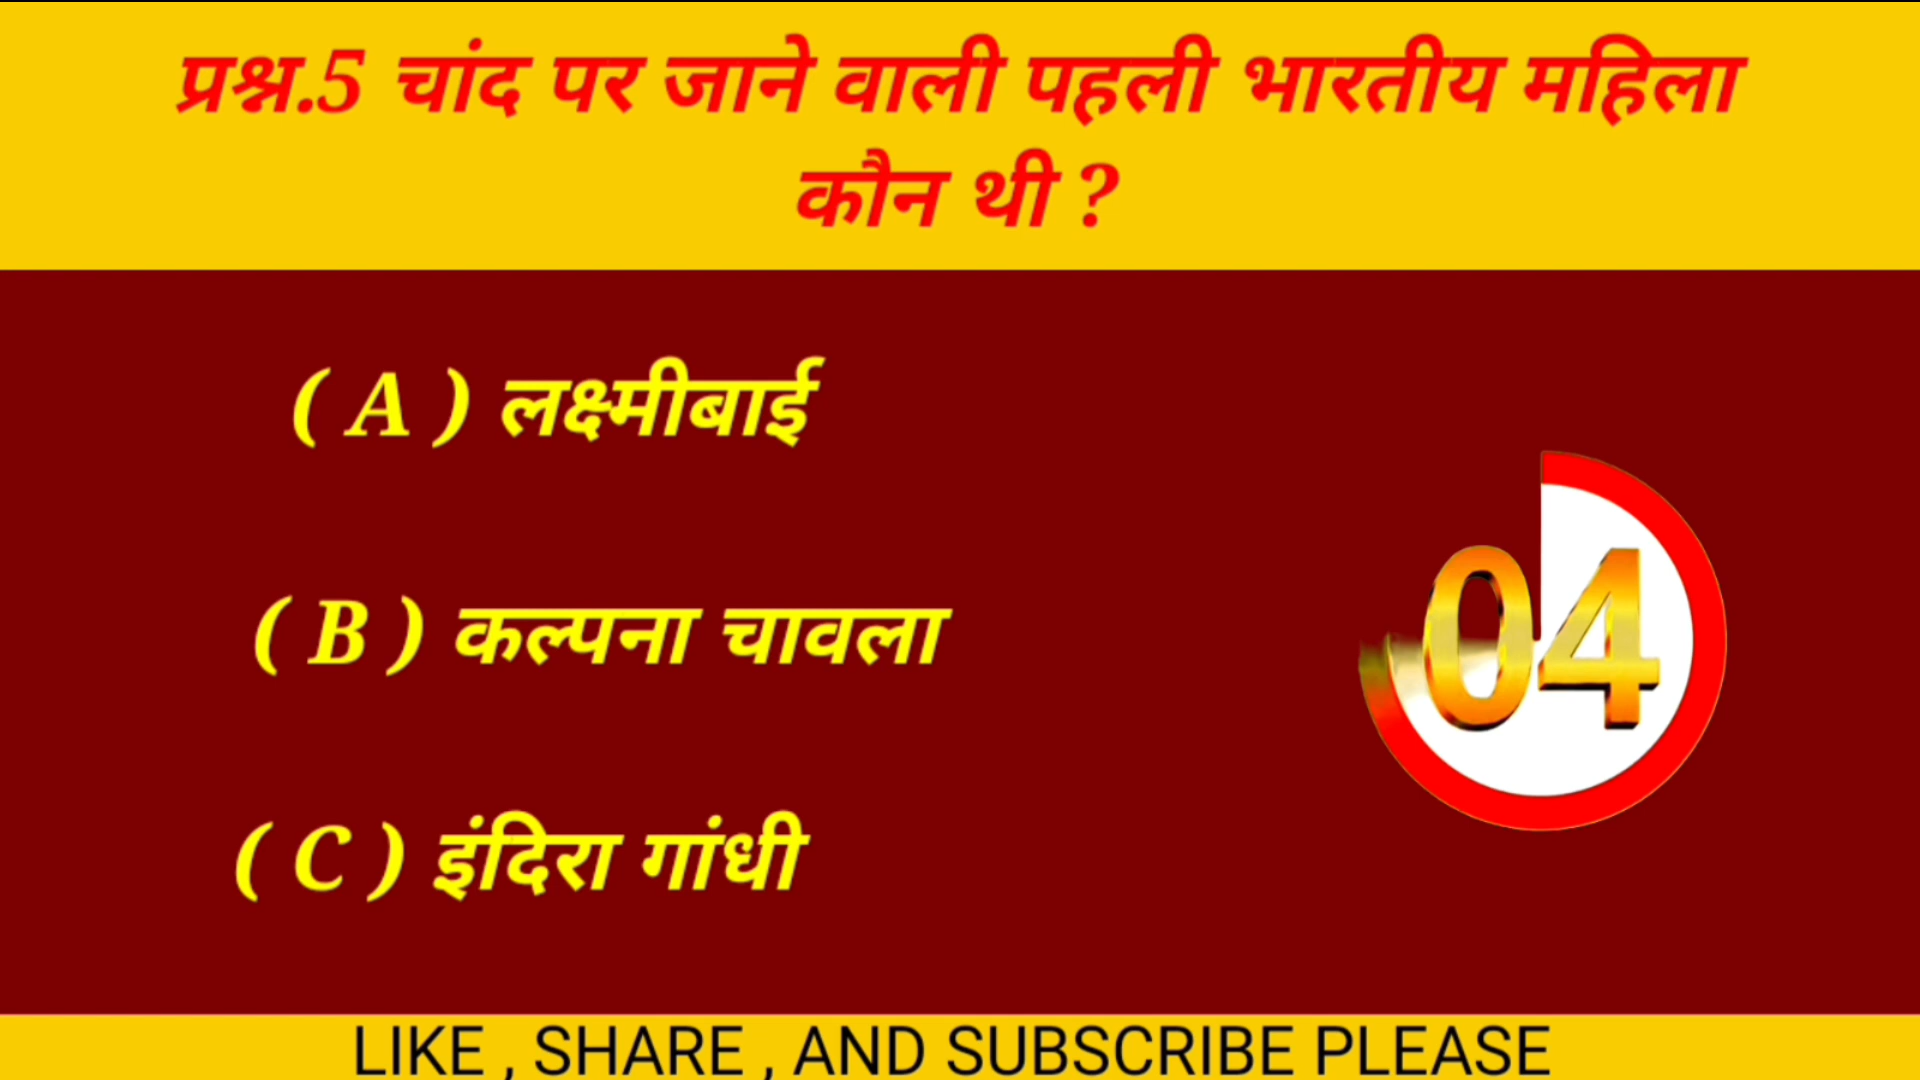 प्रश्न.5 चांद पर जाने वाली पहली भारतीय महिला
कौन थी ?
( A ) लक्ष्मीबाई
( B ) कल्पना चावला
04
( C ) इंदिरा गांधी
LIKE , SHARE , AND SUBSCRIBE PLEASE